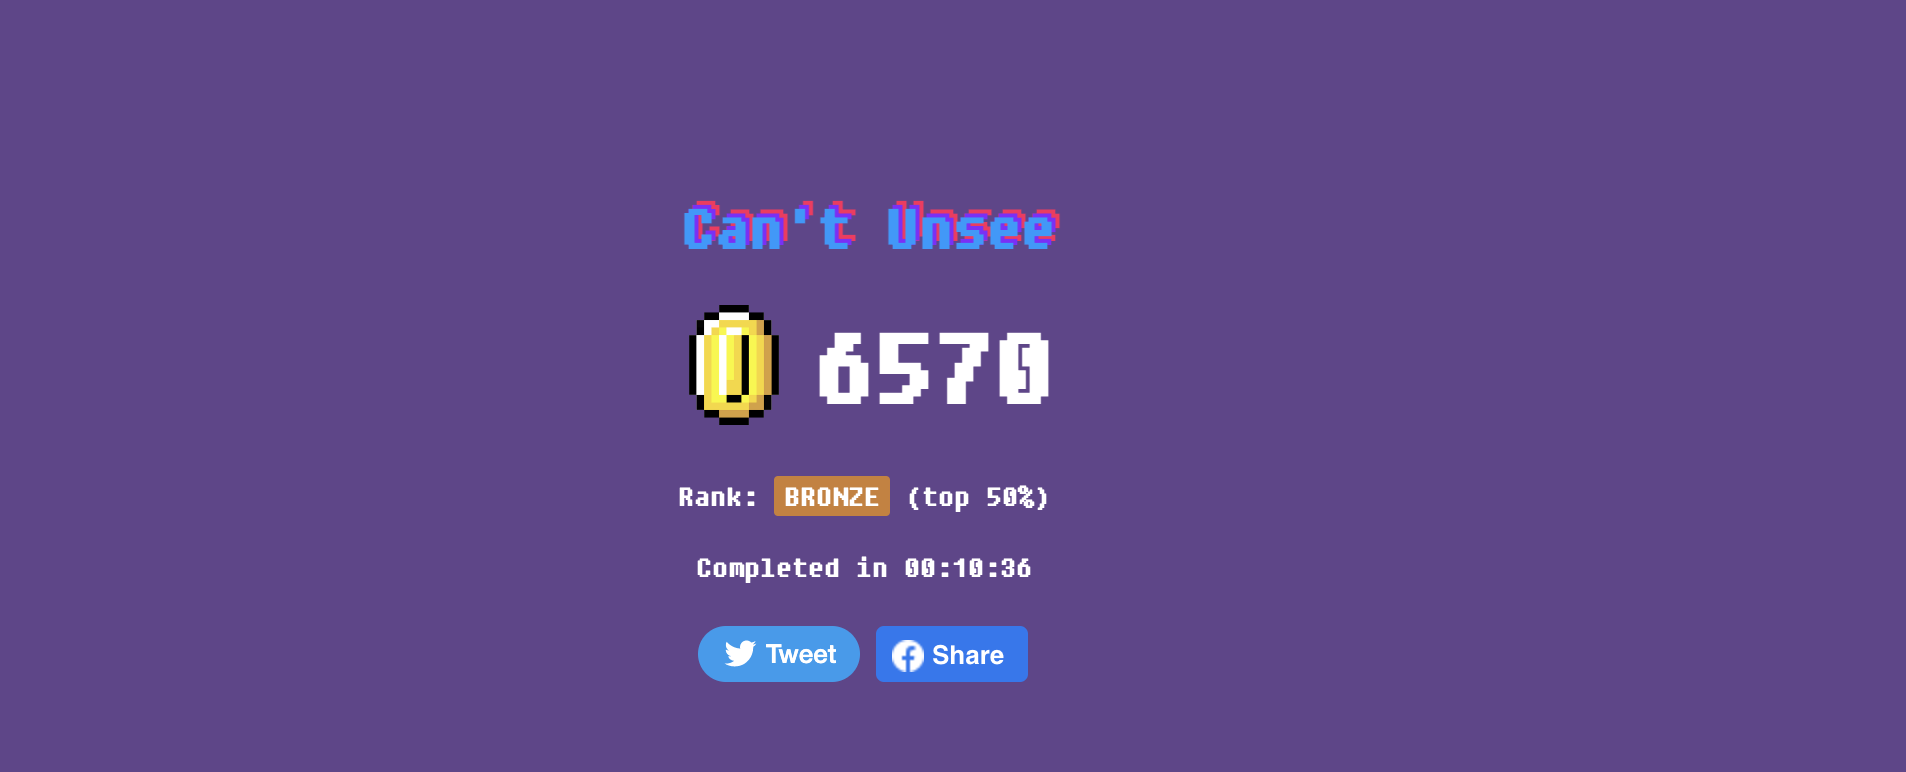 Can't Unsee
6570
Rank: BRONZE (top 50%)
Completed in 00:10:36
Tweet Share